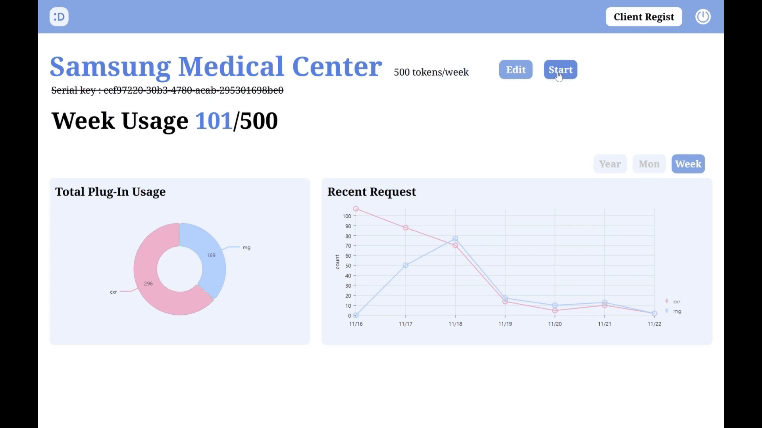 :D
Client Regist
Samsung Medical Center 500 tokens/week Edit Start
Serial key : ccf97220-30b3-4780-acab-295301698bc0
Week Usage 101/500
Year Mon Week
Total Plug-In Usage
mg
296
Recent Request
count
100
90
80
70
60
50
40
30
20
10
0
11/16 11/17 11/18 11/19 11/20 11/21 11/22
mg